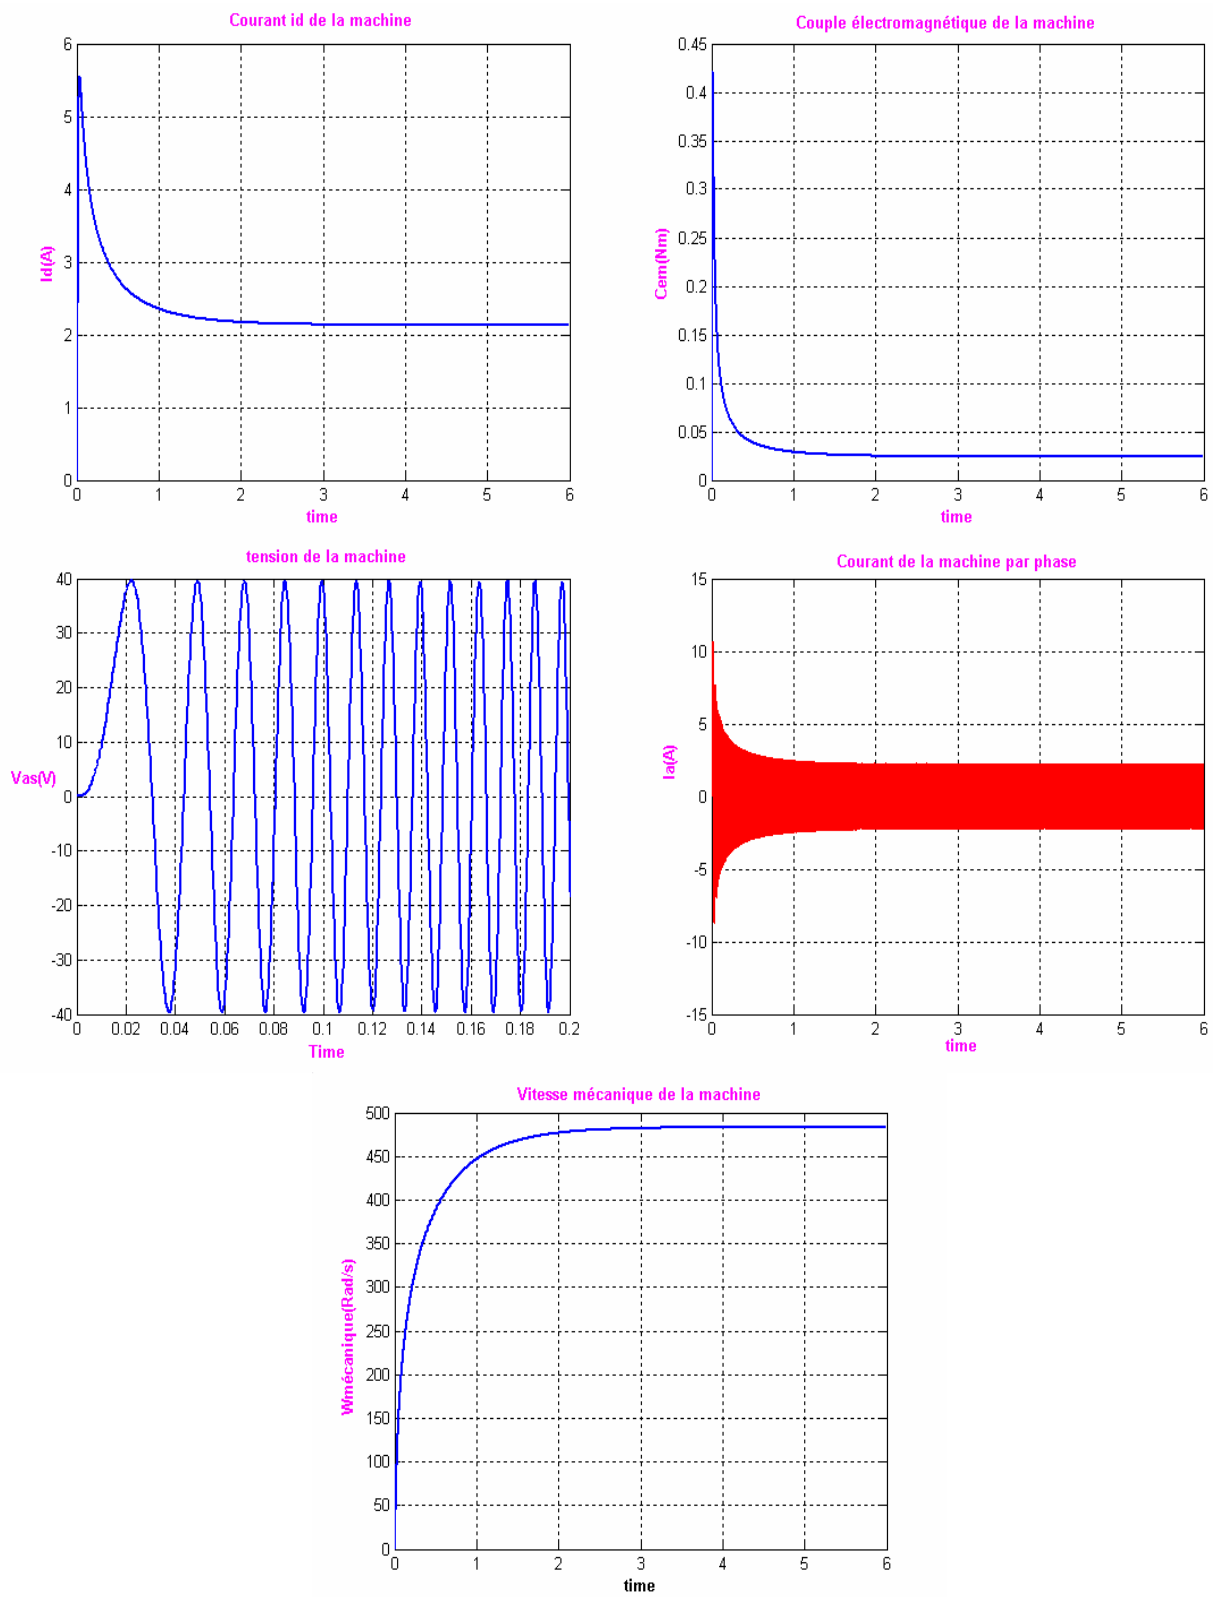 Courant id de la machine
6
5
4
3
2
1
0
Id(A)
0 1 2 3 4 5 6
time
Couple électromagnétique de la machine
0.45
0.4
0.35
0.3
0.25
0.2
0.15
0.1
0.05
0
Cem(Nm)
0 1 2 3 4 5 6
time
tension de la machine
40
30
20
10
0
-10
-20
-30
-40
Vas(V)
0 0.02 0.04 0.06 0.08 0.1 0.12 0.14 0.16 0.18 0.2
Time
Courant de la machine par phase
15
10
5
0
-5
-10
-15
Ia(A)
0 1 2 3 4 5 6
time
Vitesse mécanique de la machine
500
450
400
350
300
250
200
150
100
50
0
Wmécanique(Rad/s)
0 1 2 3 4 5 6
time